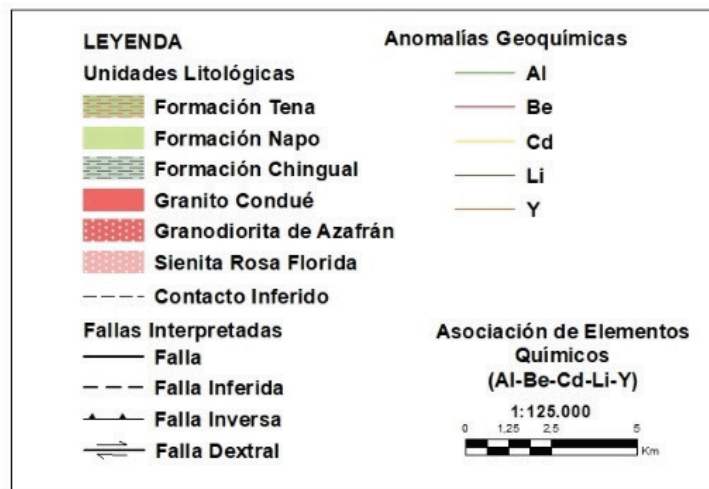 LEYENDA
Unidades Litológicas
Formación Tena
Formación Napo
Formación Chingual
Granito Condué
Granodiorita de Azafrán
Sienita Rosa Florida
Contacto Inferido
Fallas Interpretadas
Falla
Falla Inferida
Falla Inversa
Falla Dextral
Anomalías Geoquímicas
Al
Be
Cd
Li
Y
Asociación de Elementos
Químicos
(Al-Be-Cd-Li-Y)
1:125.000
0 1,25 2,5 5
Km